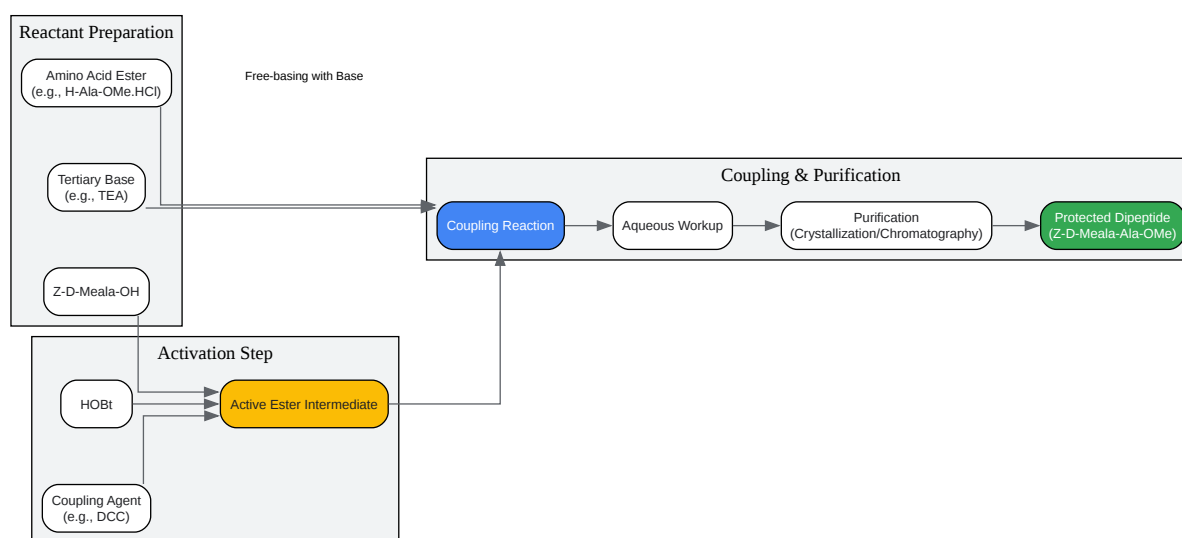 Reactant Preparation
Amino Acid Ester
(e.g., H-Ala-OMe.HCl)
Free-basing with Base
Tertiary Base
(e.g., TEA)
Z-D-Meala-OH
Coupling & Purification
Coupling Reaction
Aqueous Workup
Purification
(Crystallization/Chromatography)
Protected Dipeptide
(Z-D-Meala-Ala-OMe)
Activation Step
HOBt
Active Ester Intermediate
Coupling Agent
(e.g., DCC)